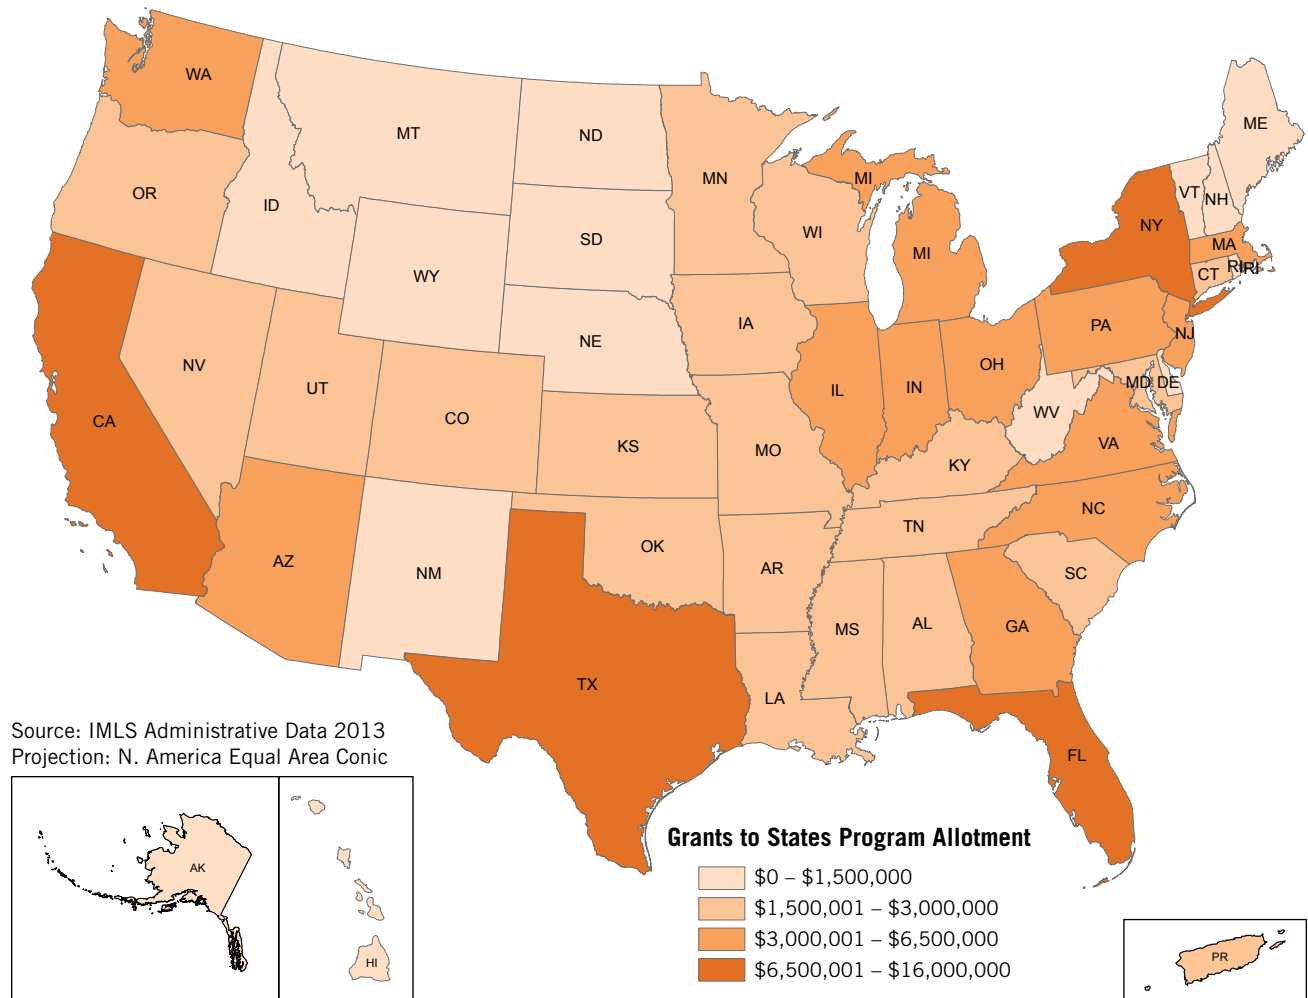 WA
MT
ND
ME
OR
ID
MN
MI
VT
NH
SD
WI
NY
MA
WY
MI
CT
RI
RI
NE
IA
PA
NJ
NV
UT
CO
IL
IN
OH
MD
DE
CA
KS
MO
KY
WV
VA
AZ
NM
OK
AR
TN
NC
SC
MS
AL
GA
TX
LA
FL
Source: IMLS Administrative Data 2013
Projection: N. America Equal Area Conic
AK
HI
Grants to States Program Allotment
$0 – $1,500,000
$1,500,001 – $3,000,000
$3,000,001 – $6,500,000
$6,500,001 – $16,000,000
PR